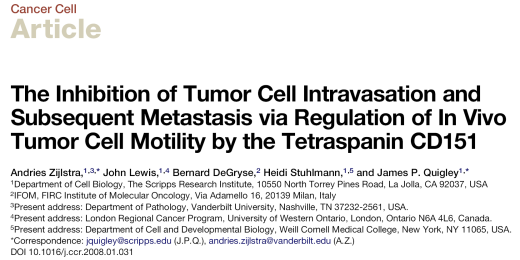 Cancer Cell
Article
The Inhibition of Tumor Cell Intravasation and
Subsequent Metastasis via Regulation of In Vivo
Tumor Cell Motility by the Tetraspanin CD151
Andries Zijlstra,1,3,* John Lewis,1,4 Bernard DeGryse,2 Heidi Stuhlmann,1,5 and James P. Quigley1,*
1Department of Cell Biology, The Scripps Research Institute, 10550 North Torrey Pines Road, La Jolla, CA 92037, USA
2IFOM, FIRC Institute of Molecular Oncology, Via Adamello 16, 20139 Milan, Italy
3Present address: Department of Pathology, Vanderbilt University, Nashville, TN 37232-2561, USA.
4Present address: London Regional Cancer Program, University of Western Ontario, London, Ontario N6A 4L6, Canada.
5Present address: Department of Cell and Developmental Biology, Weill Cornell Medical College, New York, NY 11065, USA.
*Correspondence: jquigley@scripps.edu (J.P.Q.), andries.zijlstra@vanderbilt.edu (A.Z.)
DOI 10.1016/j.ccr.2008.01.031